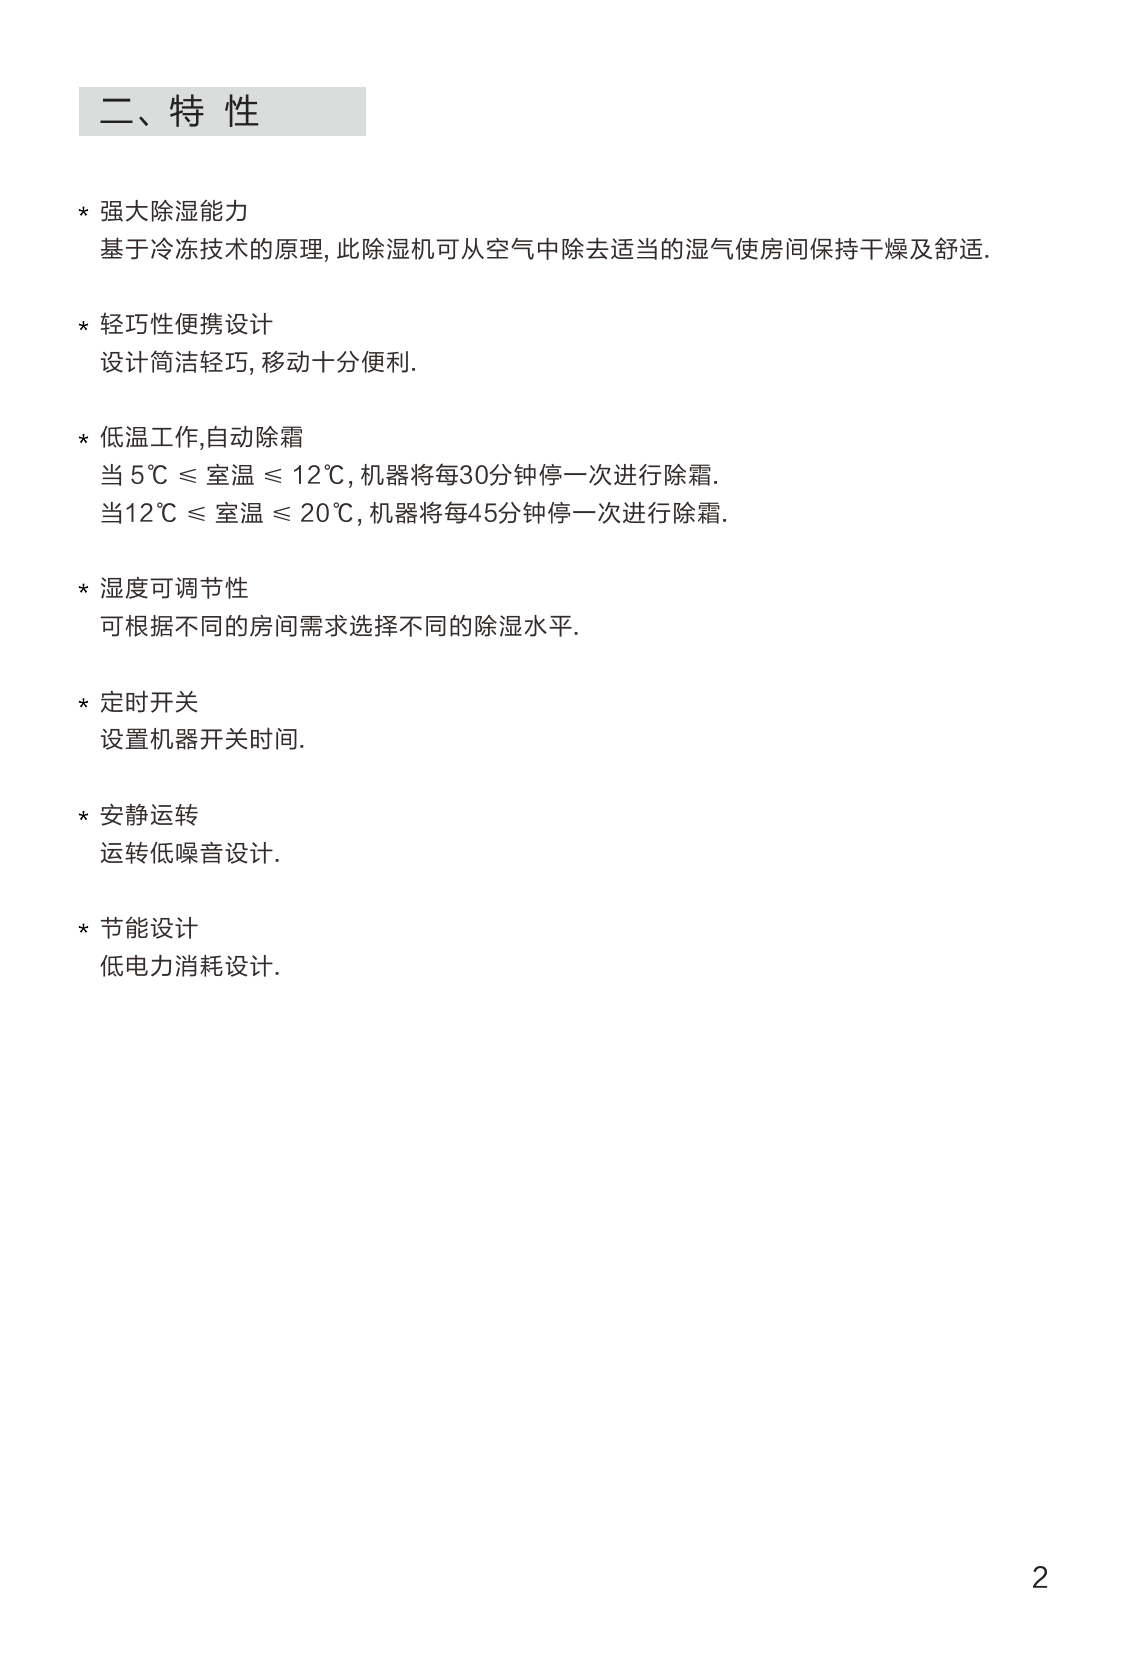 二、特 性
* 强大除湿能力
基于冷冻技术的原理, 此除湿机可从空气中除去适当的湿气使房间保持干燥及舒适.
* 轻巧性便携设计
设计简洁轻巧, 移动十分便利.
* 低温工作,自动除霜
当 5℃ ≤ 室温 ≤ 12℃, 机器将每30分钟停一次进行除霜.
当12℃ ≤ 室温 ≤ 20℃, 机器将每45分钟停一次进行除霜.
* 湿度可调节性
可根据不同的房间需求选择不同的除湿水平.
* 定时开关
设置机器开关时间.
* 安静运转
运转低噪音设计.
* 节能设计
低电力消耗设计.
2